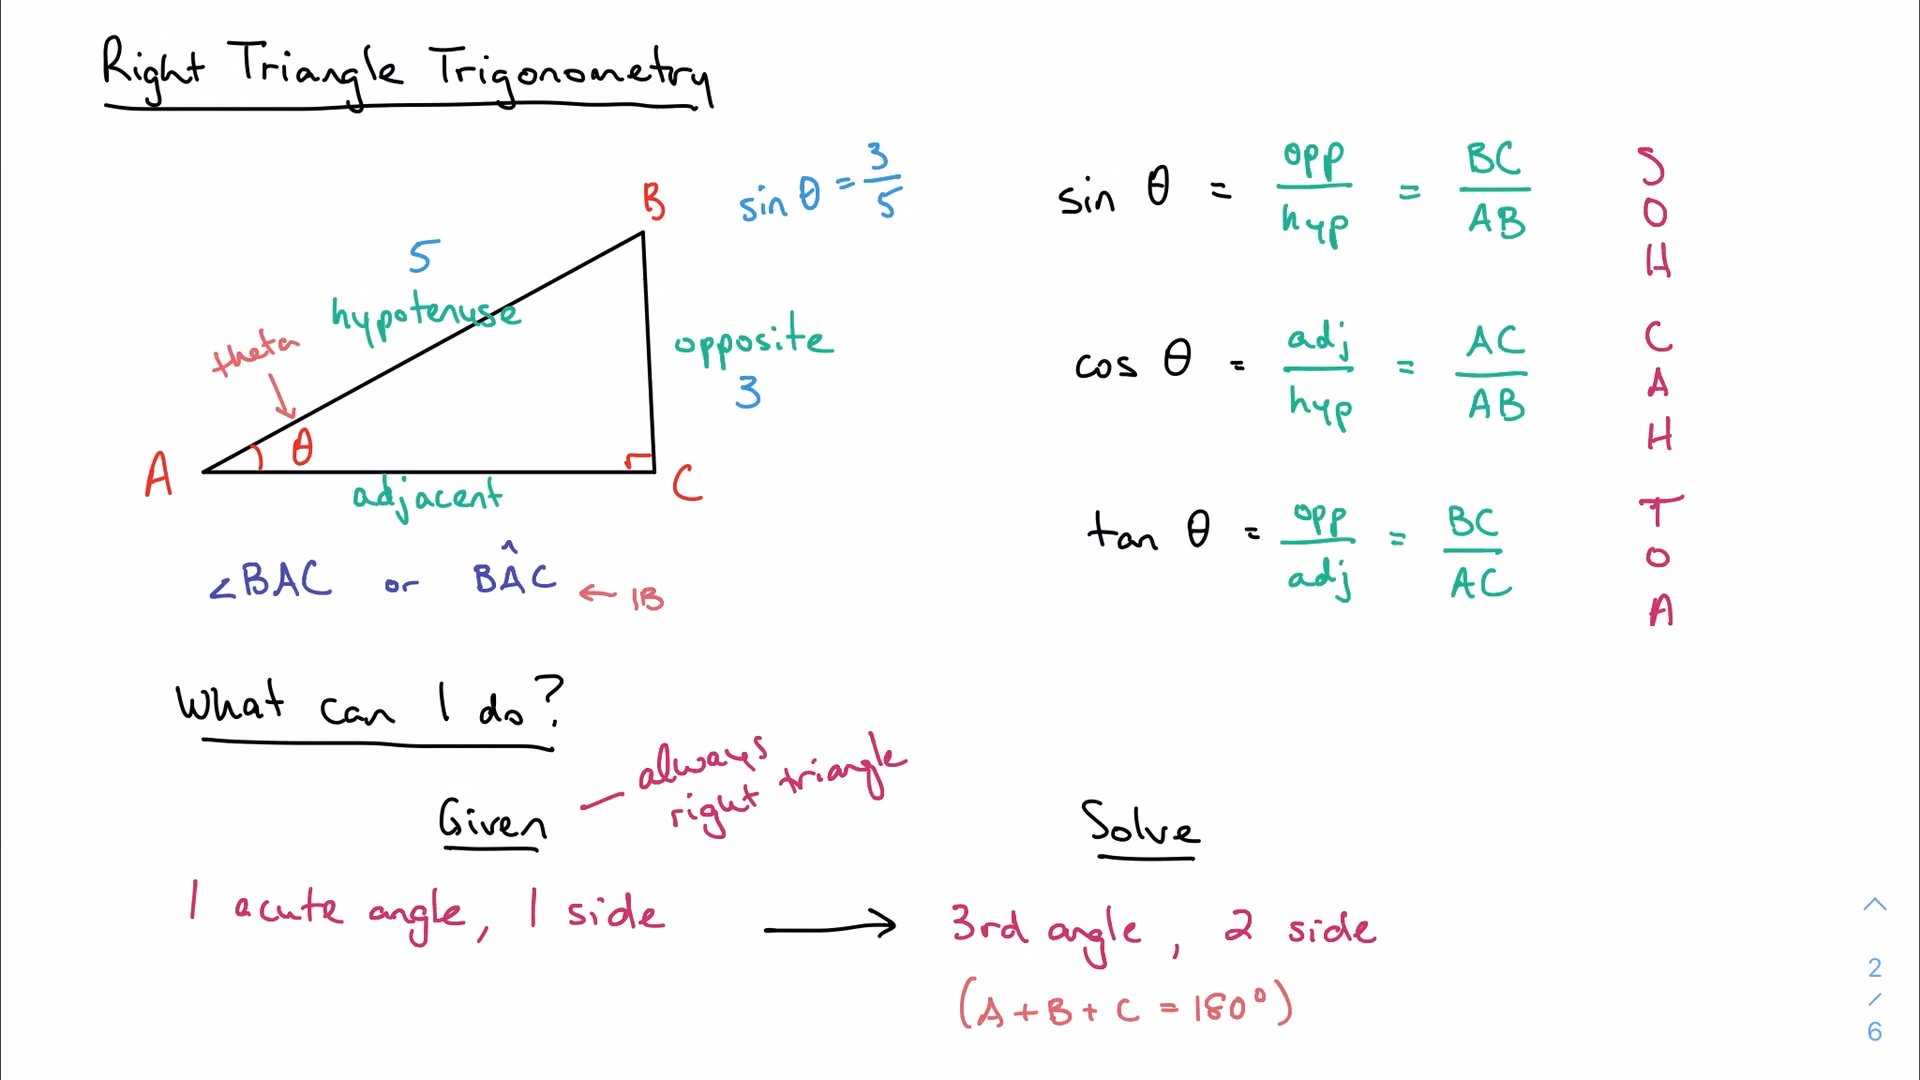 Right Triangle Trigonometry
B
sin θ = 3/5
5
hypotenuse
theta
opposite
3
θ
A
C
adjacent
∠BAC or BÂC ← IB
sin θ = opp/hyp = BC/AB
cos θ = adj/hyp = AC/AB
tan θ = opp/adj = BC/AC
S
O
H
C
A
H
T
O
A
What can I do?
Given — always right triangle
Solve
1 acute angle, 1 side → 3rd angle, 2 side
(A + B + C = 180°)
2
/
6